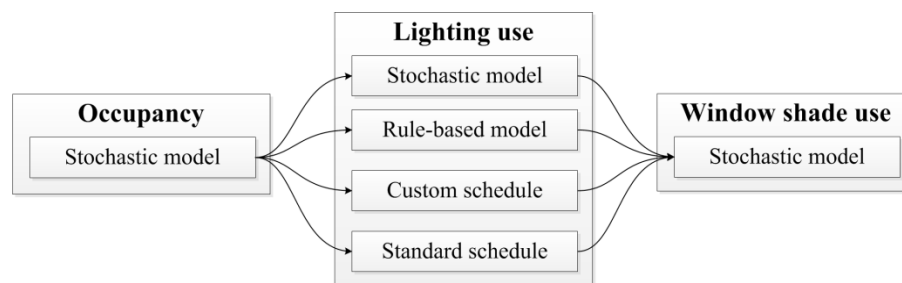 Occupancy
Stochastic model
Lighting use
Stochastic model
Rule-based model
Custom schedule
Standard schedule
Window shade use
Stochastic model